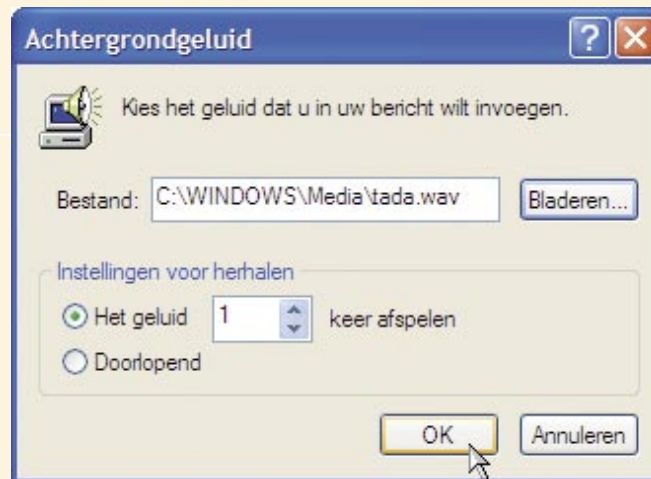 Achtergrondgeluid
Kies het geluid dat u in uw bericht wilt invoegen.
Bestand: C:\WINDOWS\Media\tada.wav Bladeren...
Instellingen voor herhalen
Het geluid 1 keer afspelen
Doorlopend
OK Annuleren